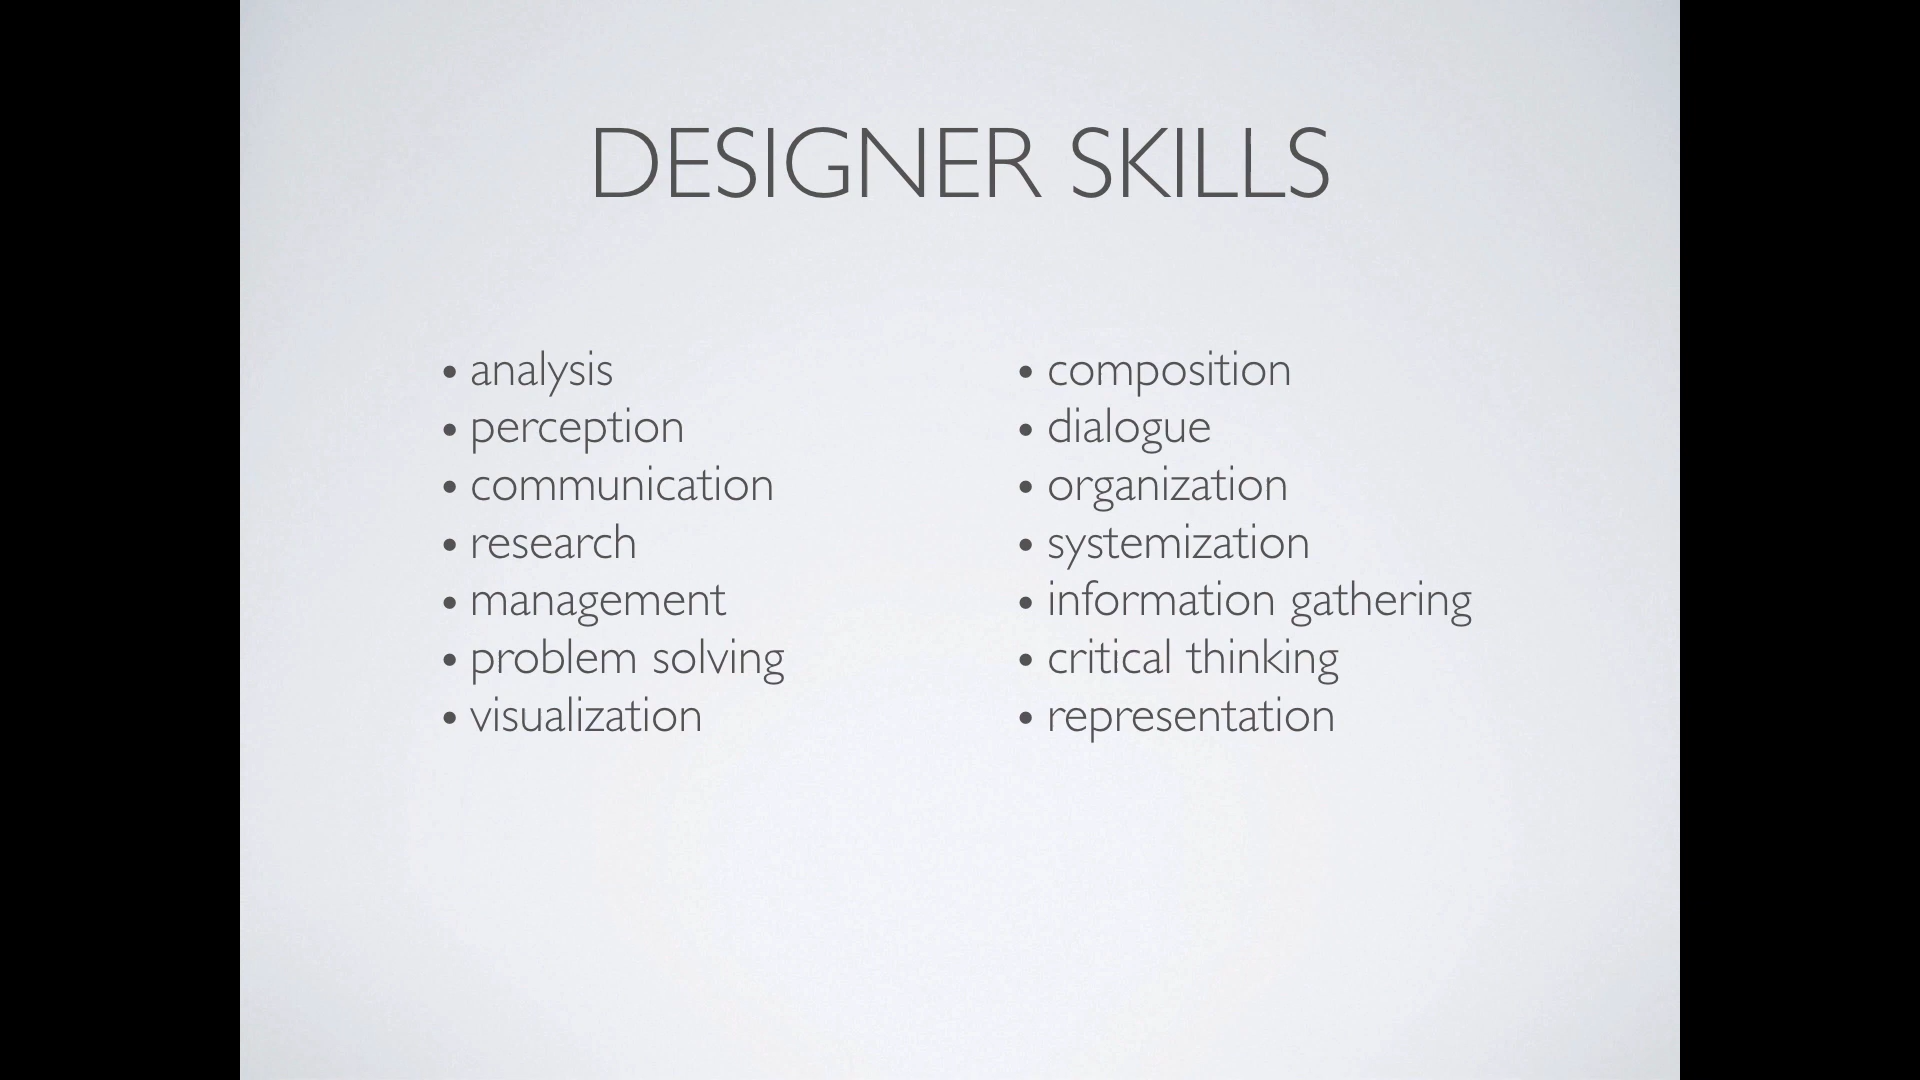 DESIGNER SKILLS
• analysis
• perception
• communication
• research
• management
• problem solving
• visualization
• composition
• dialogue
• organization
• systemization
• information gathering
• critical thinking
• representation